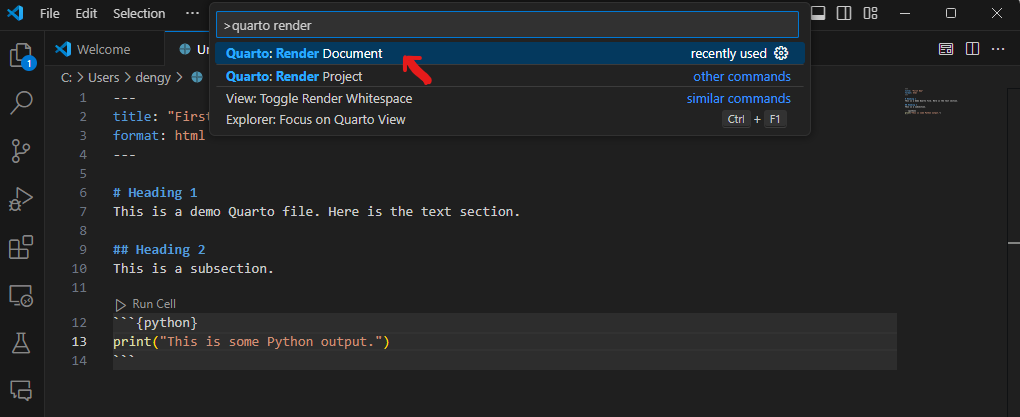 File Edit Selection ···
>quarto render
Quarto: Render Document recently used
Quarto: Render Project other commands
View: Toggle Render Whitespace similar commands
Explorer: Focus on Quarto View Ctrl + F1
1
Welcome
C: > Users > dengy >
1 ---
2 title: "First
3 format: html
4 ---
5
6 # Heading 1
7 This is a demo Quarto file. Here is the text section.
8
9 ## Heading 2
10 This is a subsection.
11
Run Cell
12 ```{python}
13 print("This is some Python output.")
14 ```